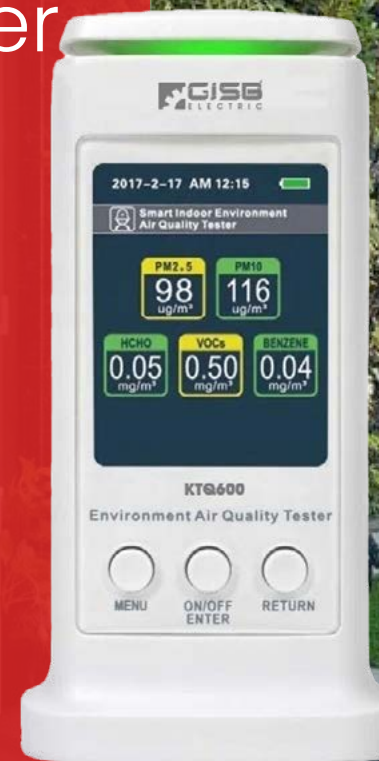 er
GISB
ELECTRIC
2017-2-17 AM 12:15
Smart Indoor Environment
Air Quality Tester
PM2.5
98
ug/m³
PM10
116
ug/m³
HCHO
0.05
mg/m³
VOCs
0.50
mg/m³
BENZENE
0.04
mg/m³
KTQ600
Environment Air Quality Tester
MENU
ON/OFF
ENTER
RETURN